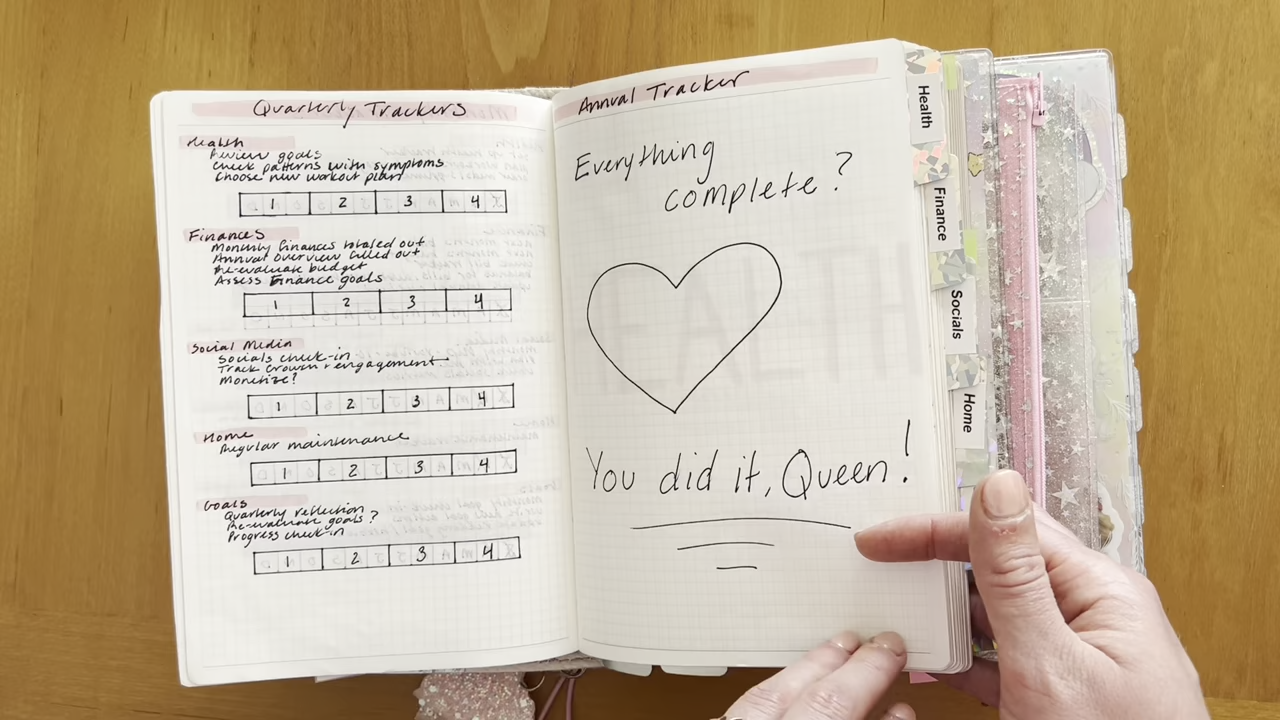 Quarterly Trackers
Health
Review goals
Check patterns with symptoms
Choose new workout plan
1 2 3 4
Finances
Monthly finances totaled out
Annual overview filled out
Re-evaluate budget
Assess Finance goals
1 2 3 4
Social Media
Socials check-in
Track Growth + engagement
Monetize?
1 2 3 4
Home
Regular maintenance
1 2 3 4
Goals
Quarterly reflection
Re-evaluate goals?
Progress check-in
1 2 3 4
Annual Tracker
Everything
complete?
You did it, Queen!
Health
Finance
Socials
Home